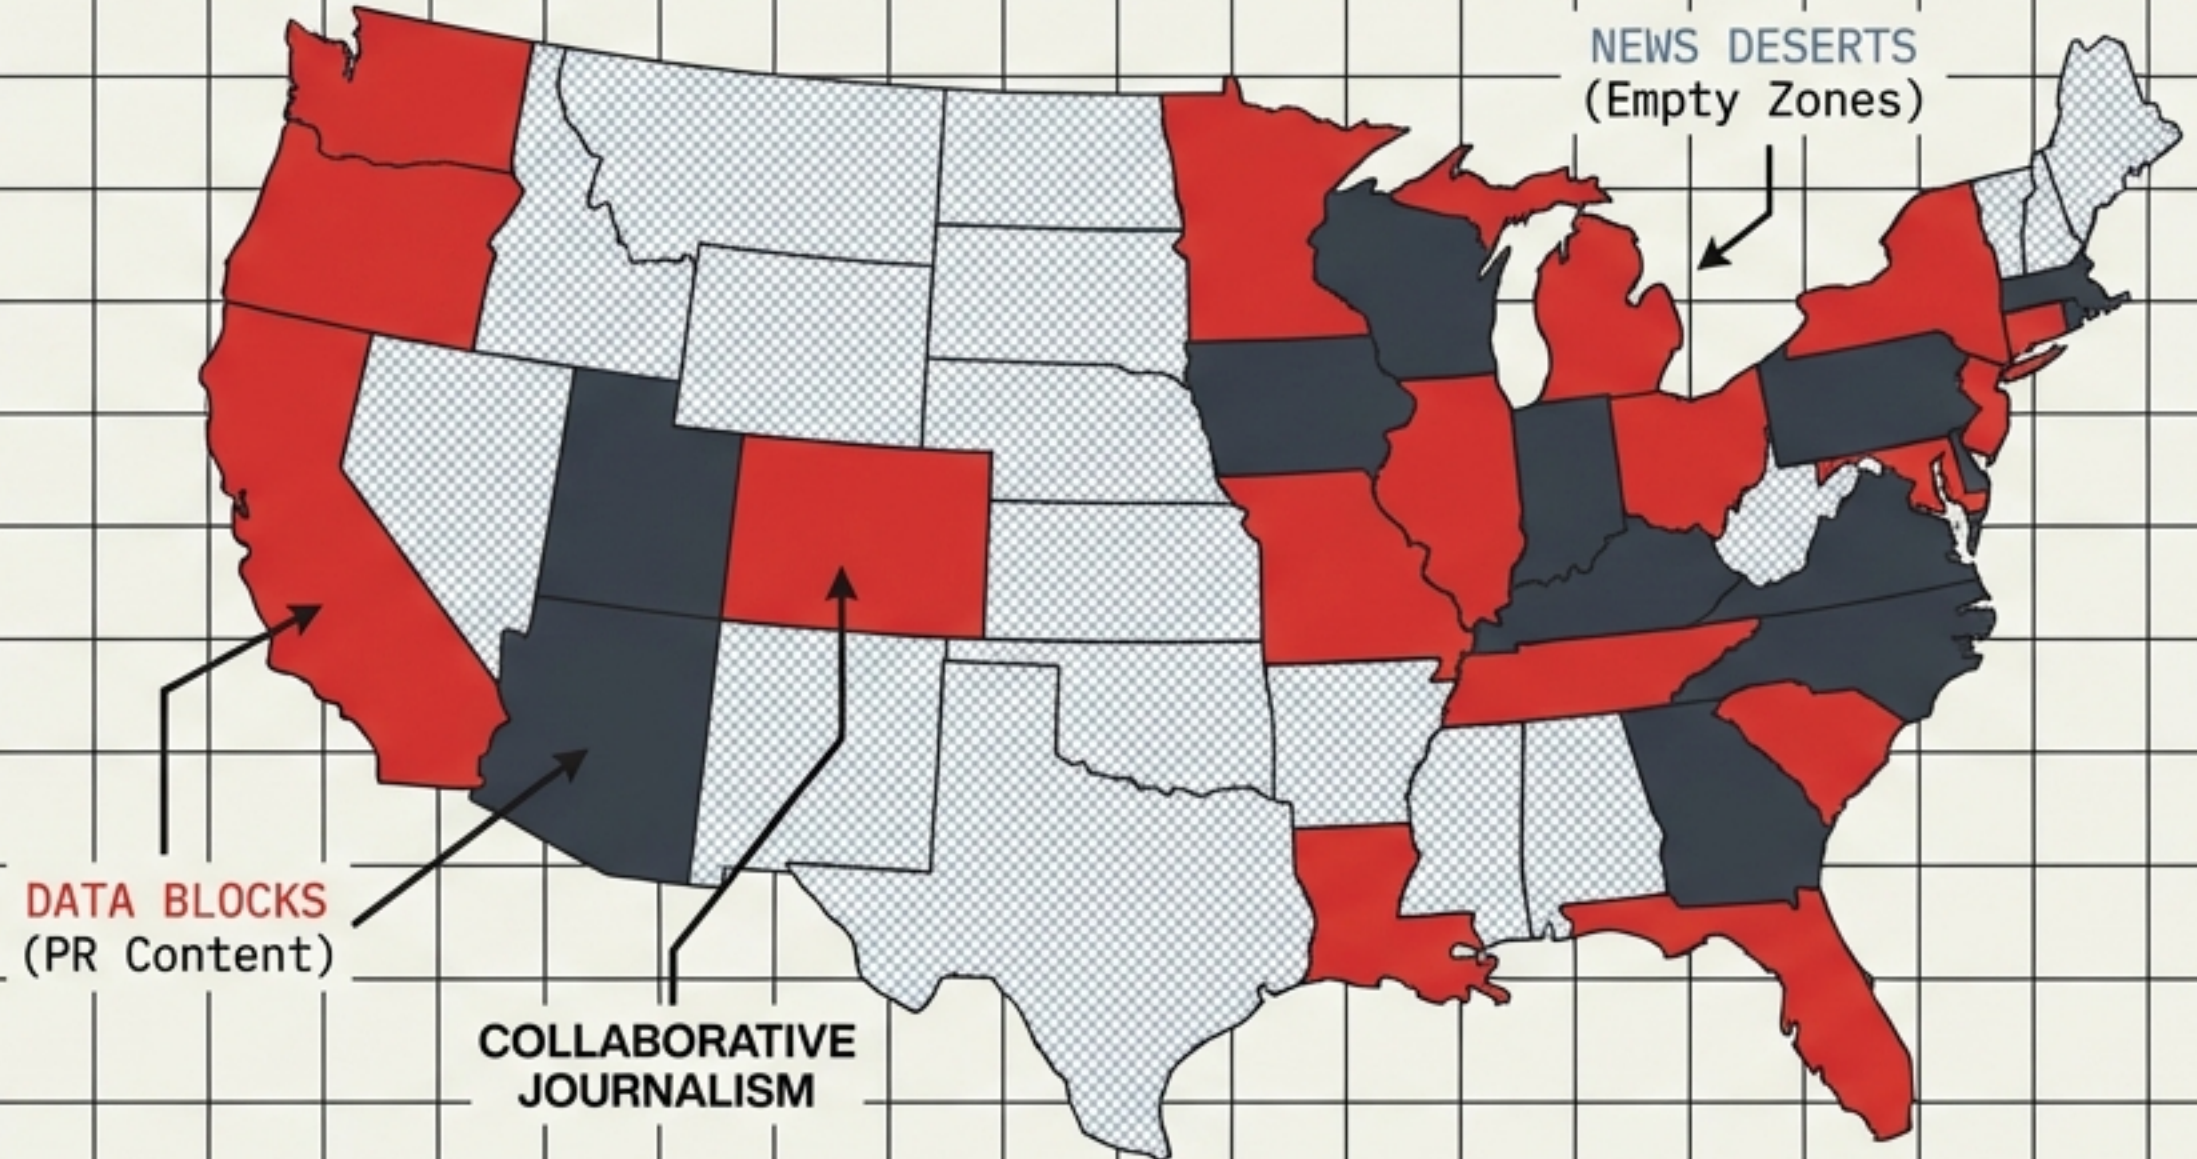 NEWS DESERTS
(Empty Zones)
DATA BLOCKS
(PR Content)
COLLABORATIVE
JOURNALISM